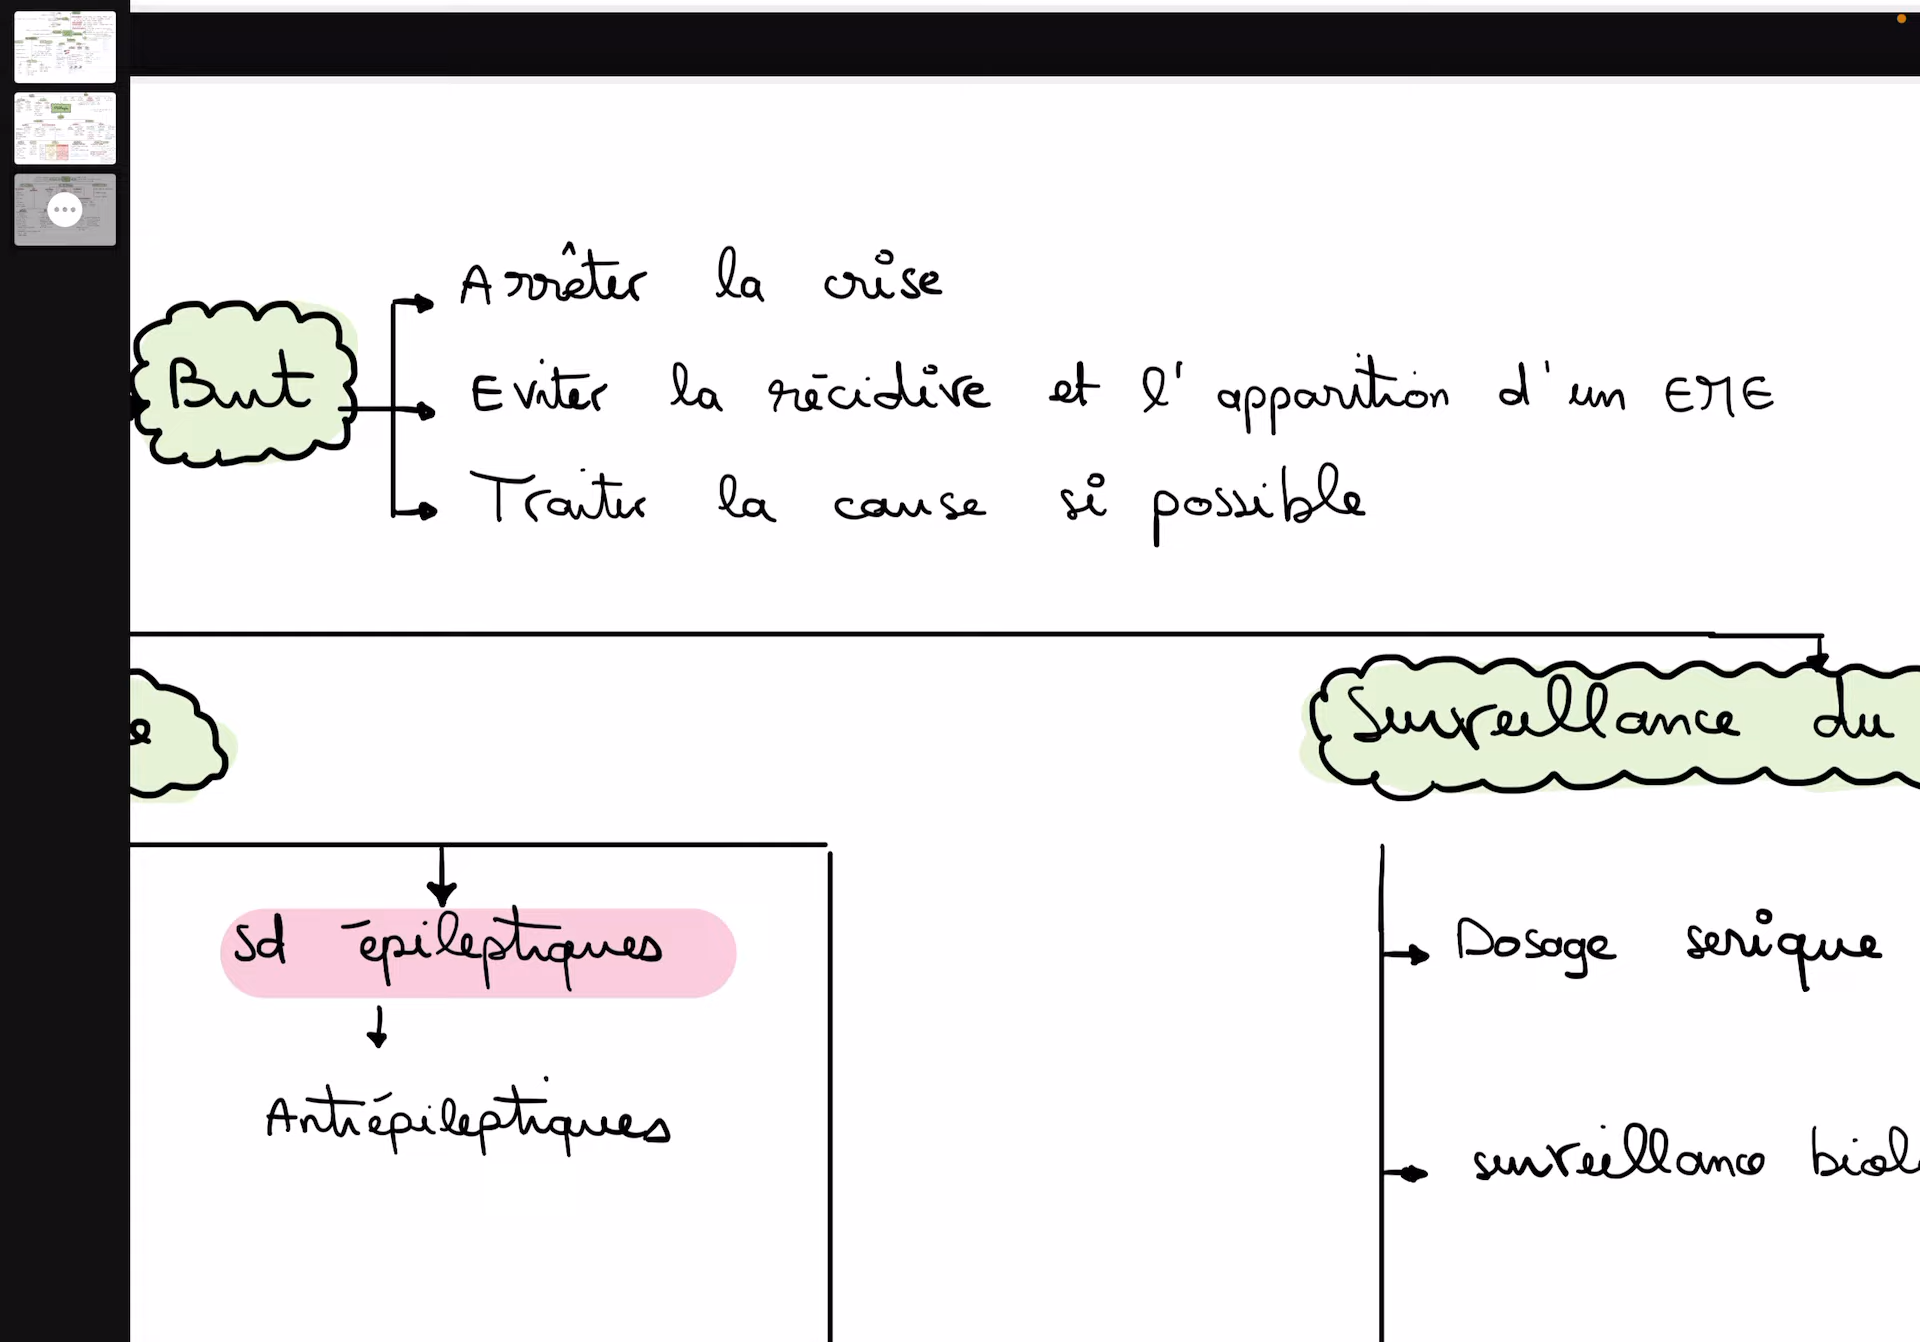 Arrêter la crise
But
Eviter la récidive et l'apparition d'un EME
Traiter la cause si possible
e
Surveillance du
Sd épileptiques
Dosage serique
Antiépileptiques
surveillance biol